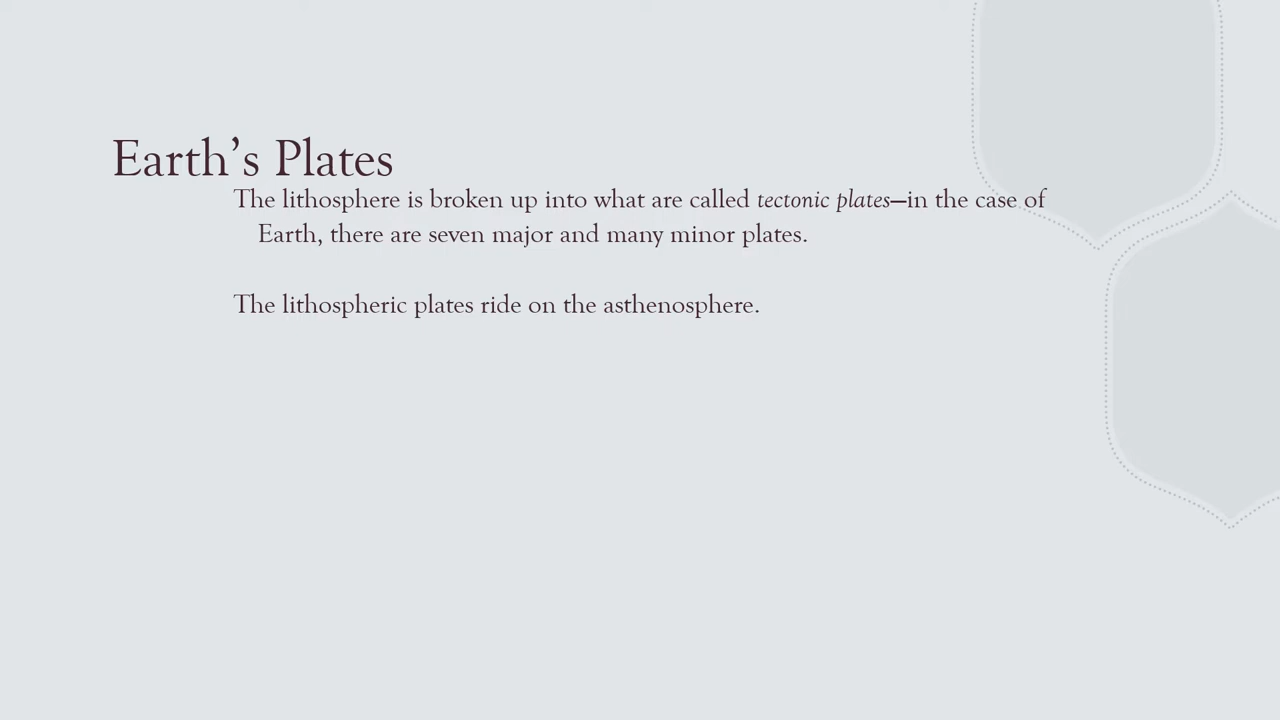 Earth’s Plates
The lithosphere is broken up into what are called tectonic plates—in the case of
Earth, there are seven major and many minor plates.
The lithospheric plates ride on the asthenosphere.